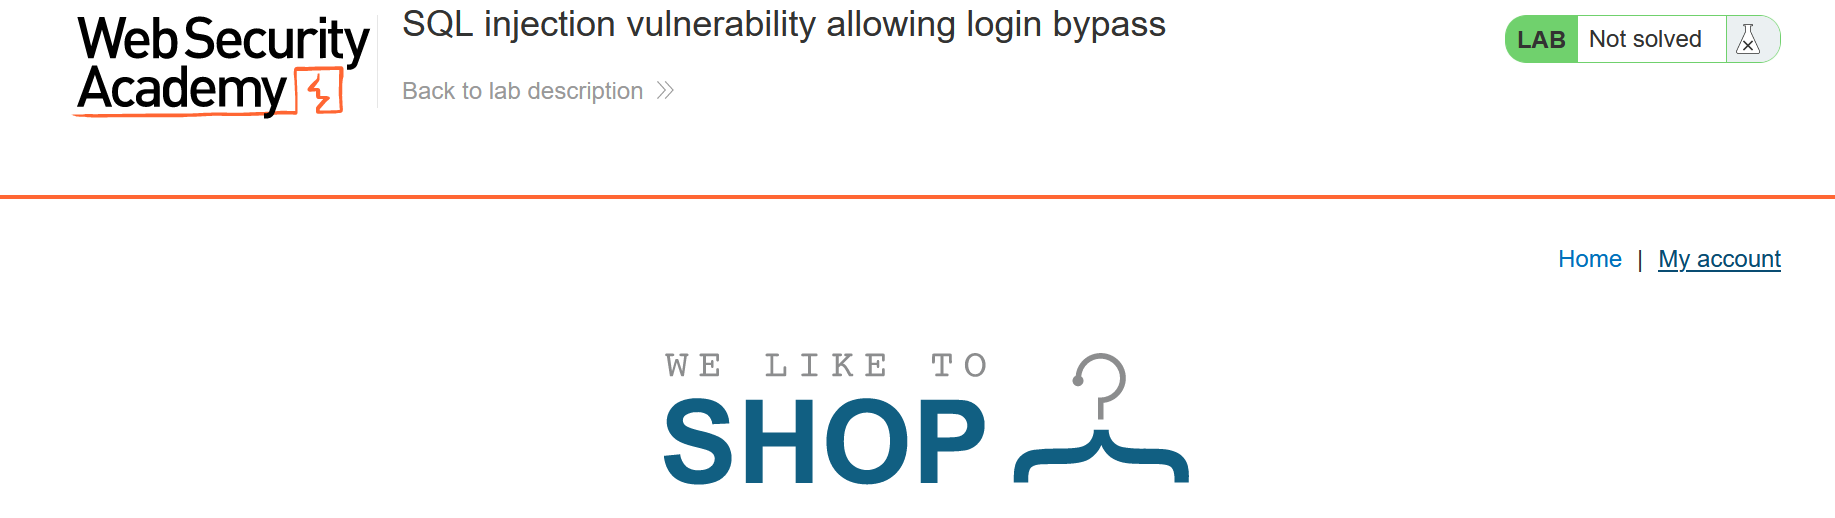 Web Security
Academy
SQL injection vulnerability allowing login bypass
Back to lab description
LAB Not solved
Home | My account
WE LIKE TO
SHOP